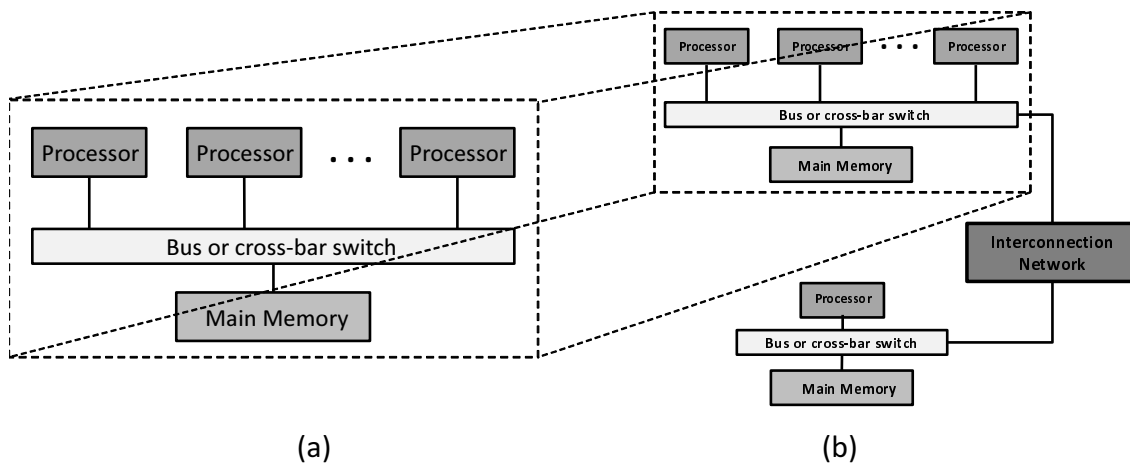 Processor Processor ... Processor
Bus or cross-bar switch
Main Memory
Processor Processor ... Processor
Bus or cross-bar switch
Main Memory
Interconnection
Network
Processor
Bus or cross-bar switch
Main Memory
(a) (b)